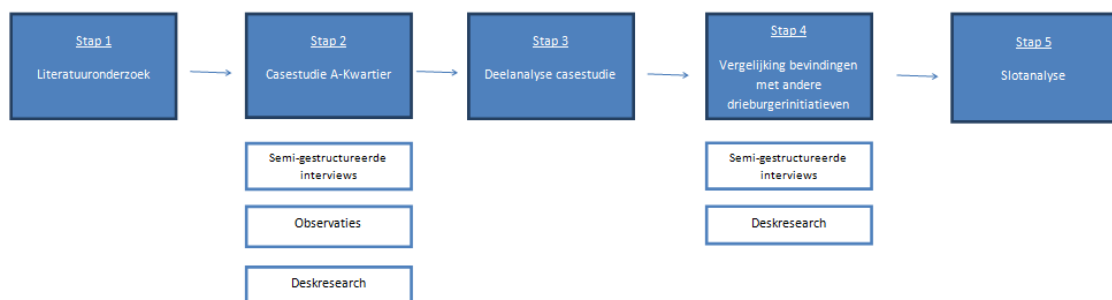 Stap 1
Literatuuronderzoek
Stap 2
Casestudie A-Kwartier
Semi-gestructureerde
interviews
Observaties
Deskresearch
Stap 3
Deelanalyse casestudie
Stap 4
Vergelijking bevindingen
met andere
drieburgerinitiatieven
Semi-gestructureerde
interviews
Deskresearch
Stap 5
Slotanalyse